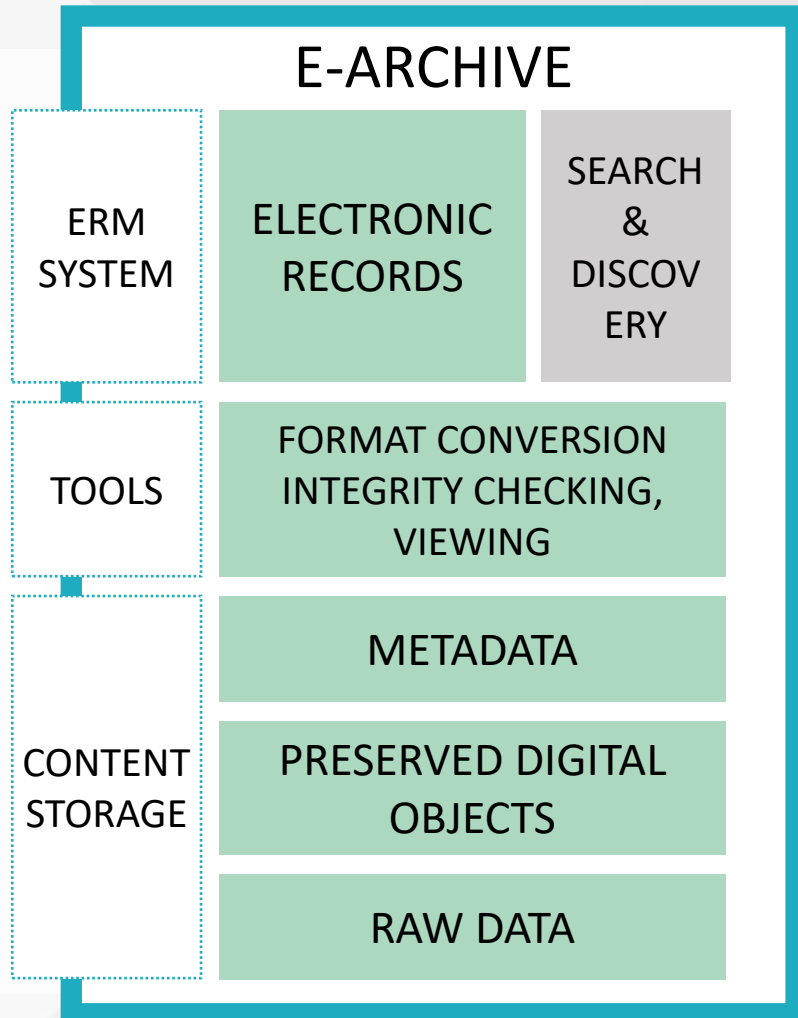 E-ARCHIVE
ERM
SYSTEM
ELECTRONIC
RECORDS
SEARCH
&
DISCOV
ERY
TOOLS
FORMAT CONVERSION
INTEGRITY CHECKING,
VIEWING
CONTENT
STORAGE
METADATA
PRESERVED DIGITAL
OBJECTS
RAW DATA